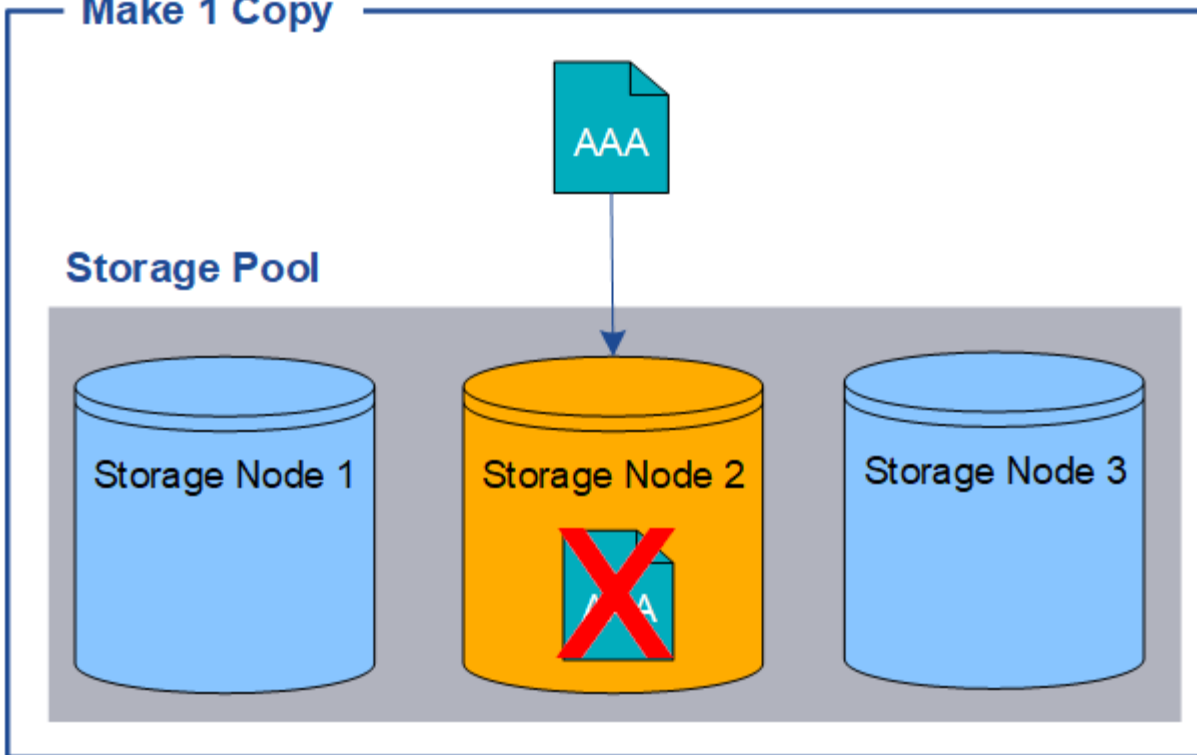 Make 1 Copy
AAA
Storage Pool
Storage Node 1
Storage Node 2
Storage Node 3